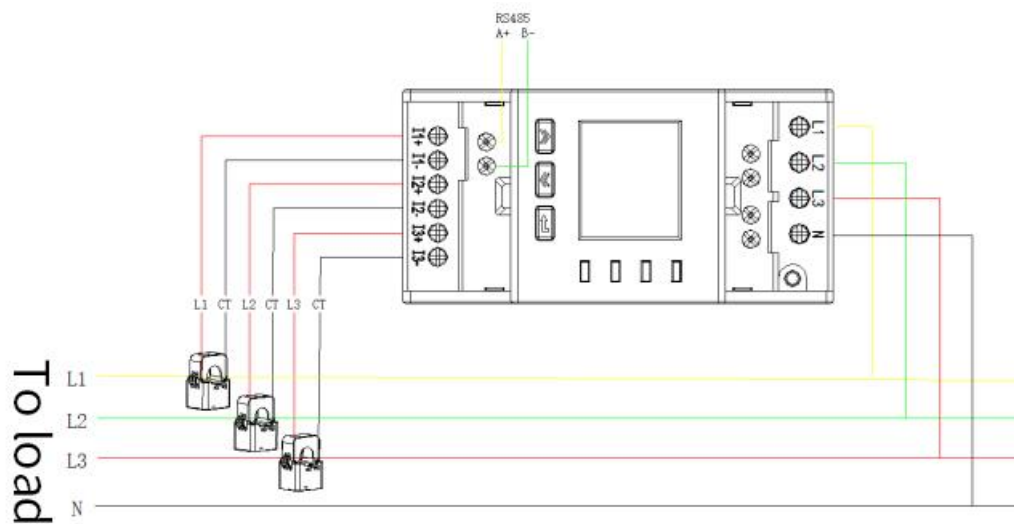 RS485
A+ B-
I1+
I1-
I2+
I2-
I3+
I3-
L1
L2
L3
N
L1 CT L2 CT L3 CT
To load
L1
L2
L3
N